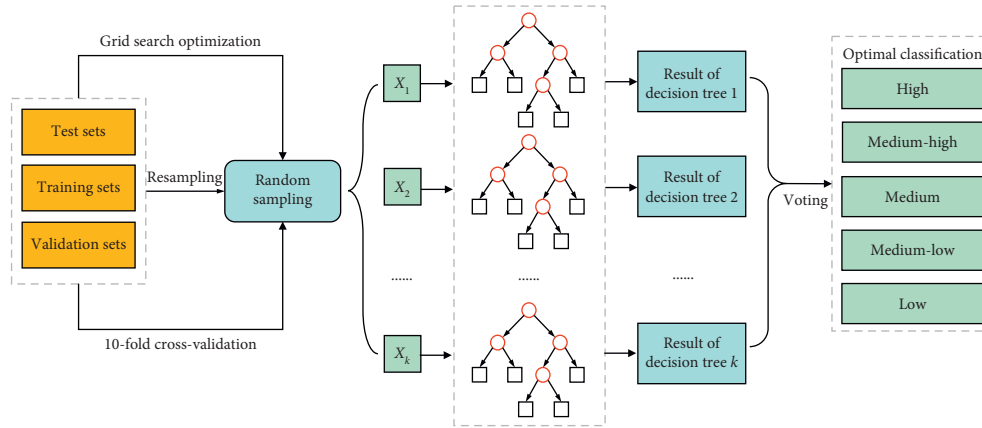 Grid search optimization
Test sets
Training sets
Validation sets
Resampling
Random
sampling
10-fold cross-validation
X1
X2
......
Xk
......
Result of
decision tree 1
Result of
decision tree 2
......
Result of
decision tree k
Voting
Optimal classification
High
Medium-high
Medium
Medium-low
Low